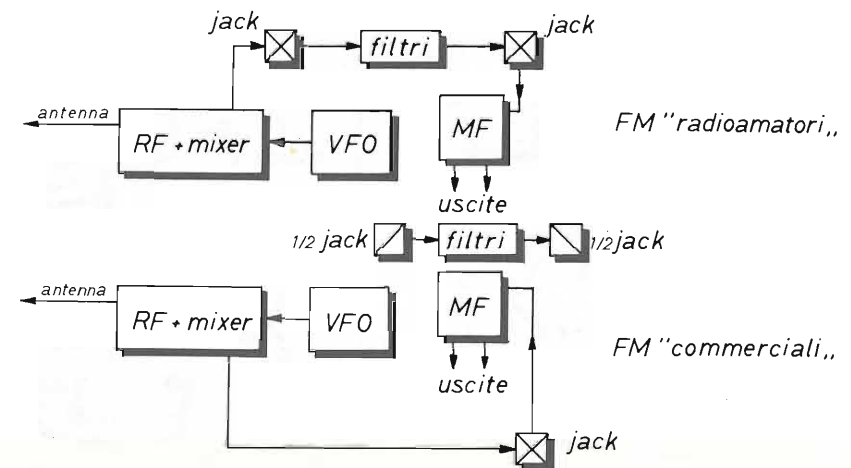 jack
filtri
jack
antenna
RF + mixer
VFO
MF
FM "radioamatori„
uscite
1/2 jack
filtri
1/2 jack
antenna
RF + mixer
VFO
MF
FM "commerciali„
uscite
jack